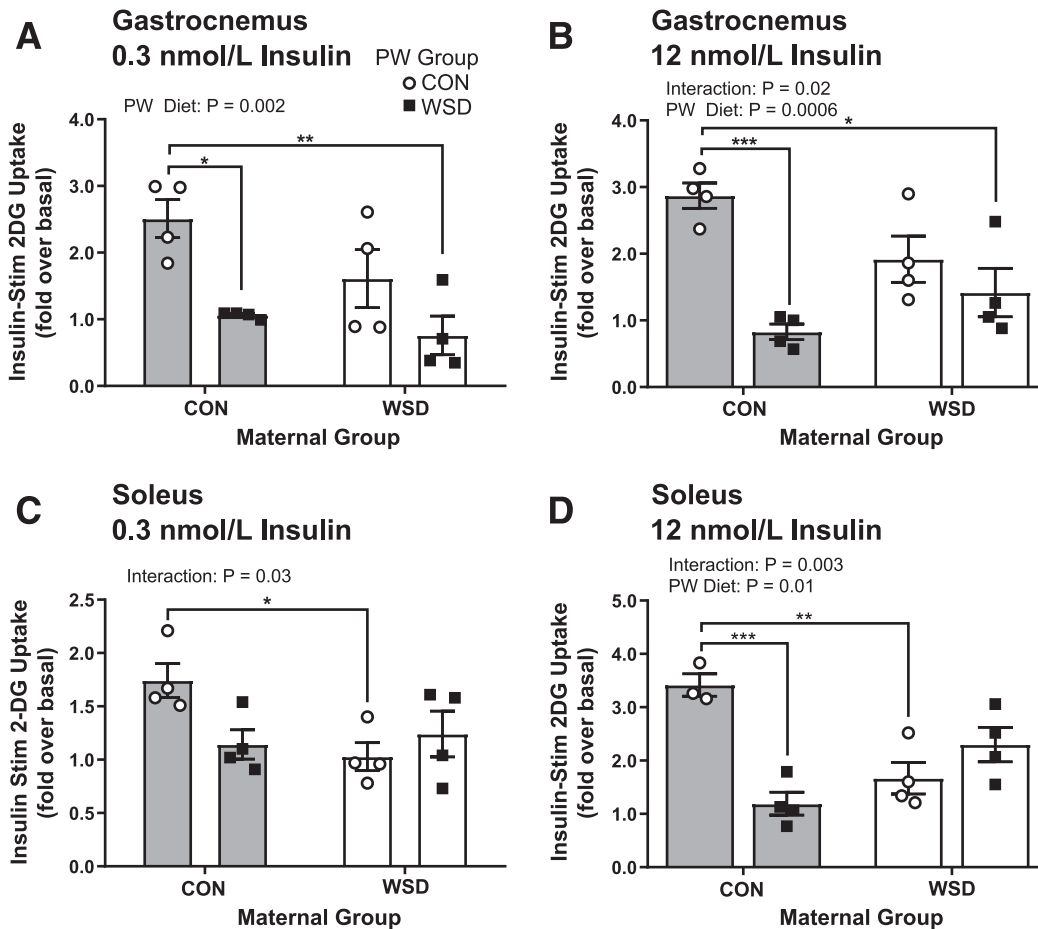 A
Gastrocnemus
0.3 nmol/L Insulin
PW Group
CON
WSD
PW Diet: P = 0.002
Insulin-Stim 2DG Uptake
(fold over basal)
4.0
3.0
2.0
1.0
0.0
*
**
CON
WSD
Maternal Group
B
Gastrocnemus
12 nmol/L Insulin
Interaction: P = 0.02
PW Diet: P = 0.0006
Insulin-Stim 2DG Uptake
(fold over basal)
4.0
3.0
2.0
1.0
0.0
***
*
CON
WSD
Maternal Group
C
Soleus
0.3 nmol/L Insulin
Interaction: P = 0.03
Insulin Stim 2-DG Uptake
(fold over basal)
2.5
2.0
1.5
1.0
0.5
0.0
*
CON
WSD
Maternal Group
D
Soleus
12 nmol/L Insulin
Interaction: P = 0.003
PW Diet: P = 0.01
Insulin-Stim 2DG Uptake
(fold over basal)
5.0
4.0
3.0
2.0
1.0
0.0
***
**
CON
WSD
Maternal Group